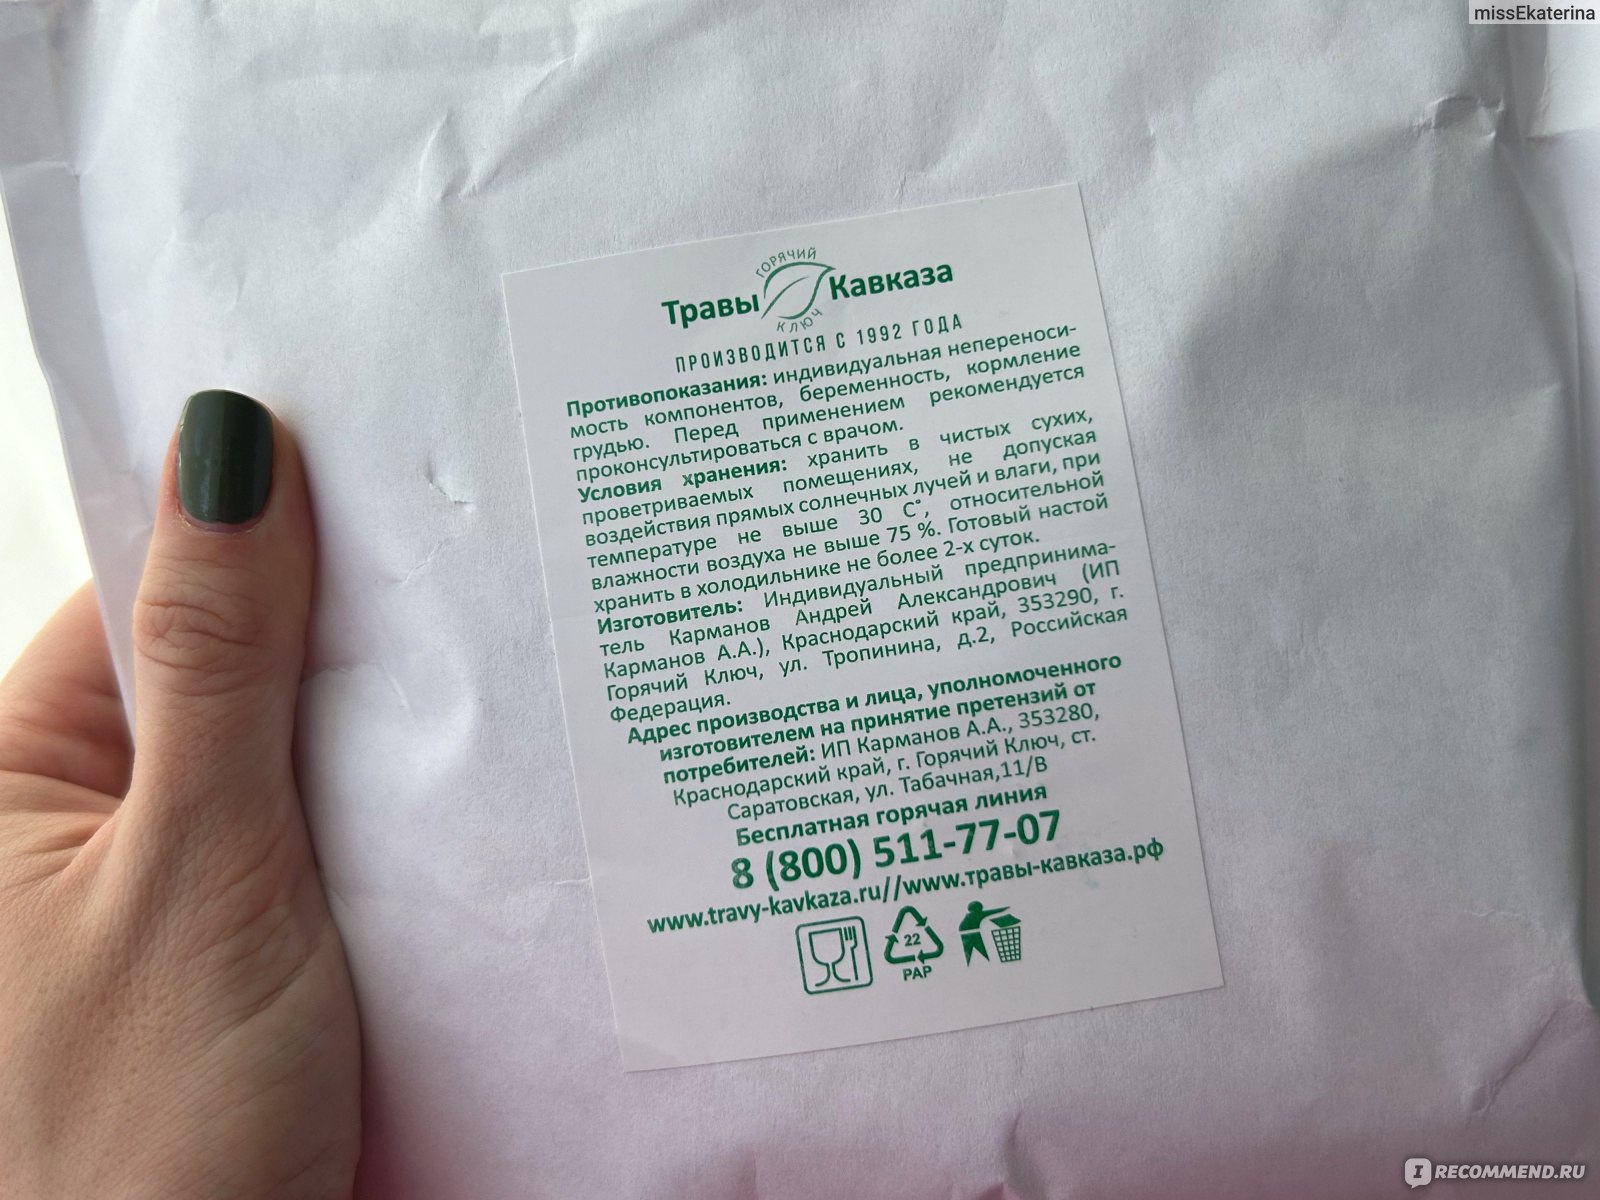 missEkaterina
ГОРЯЧИЙ
Травы Кавказа
КЛЮЧ
ПРОИЗВОДИТСЯ С 1992 ГОДА
Противопоказания: индивидуальная непереноси-
мость компонентов, беременность, кормление
грудью. Перед применением рекомендуется
проконсультироваться с врачом.
Условия хранения: хранить в чистых сухих,
проветриваемых помещениях, не допуская
воздействия прямых солнечных лучей и влаги, при
температуре не выше 30 С°, относительной
влажности воздуха не выше 75 %. Готовый настой
хранить в холодильнике не более 2-х суток.
Изготовитель: Индивидуальный предпринима-
тель Карманов Андрей Александрович (ИП
Карманов А.А.), Краснодарский край, 353290, г.
Горячий Ключ, ул. Тропинина, д.2, Российская
Федерация.
Адрес производства и лица, уполномоченного
изготовителем на принятие претензий от
потребителей: ИП Карманов А.А., 353280,
Краснодарский край, г. Горячий Ключ, ст.
Саратовская, ул. Табачная,11/В
Бесплатная горячая линия
8 (800) 511-77-07
www.travy-kavkaza.ru//www.травы-кавказа.рф
22
PAP
IRECOMMEND.RU